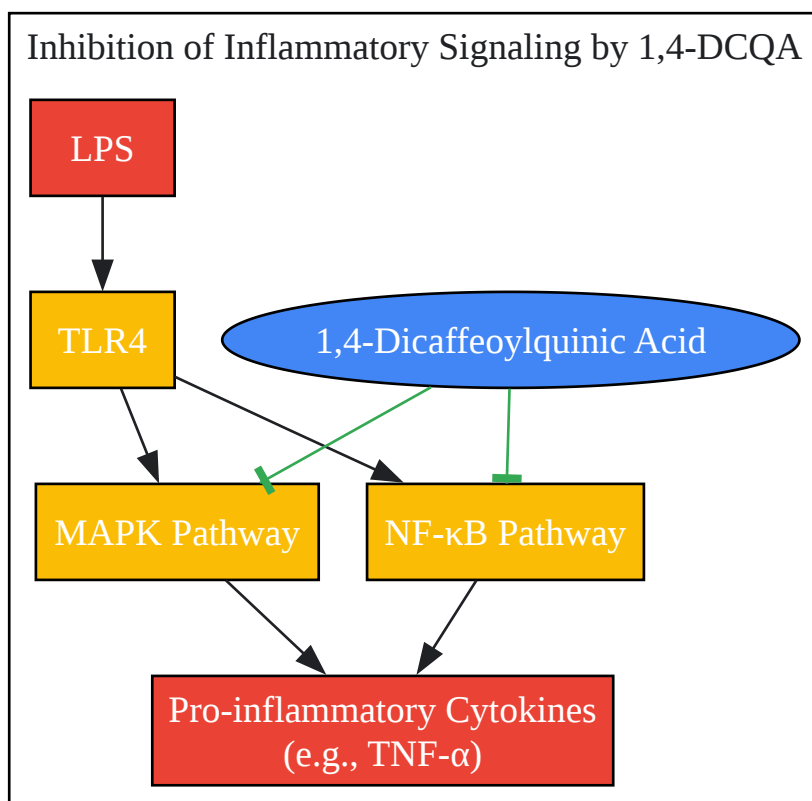 Inhibition of Inflammatory Signaling by 1,4-DCQA
LPS
TLR4
1,4-Dicaffeoylquinic Acid
MAPK Pathway
NF-κB Pathway
Pro-inflammatory Cytokines
(e.g., TNF-α)